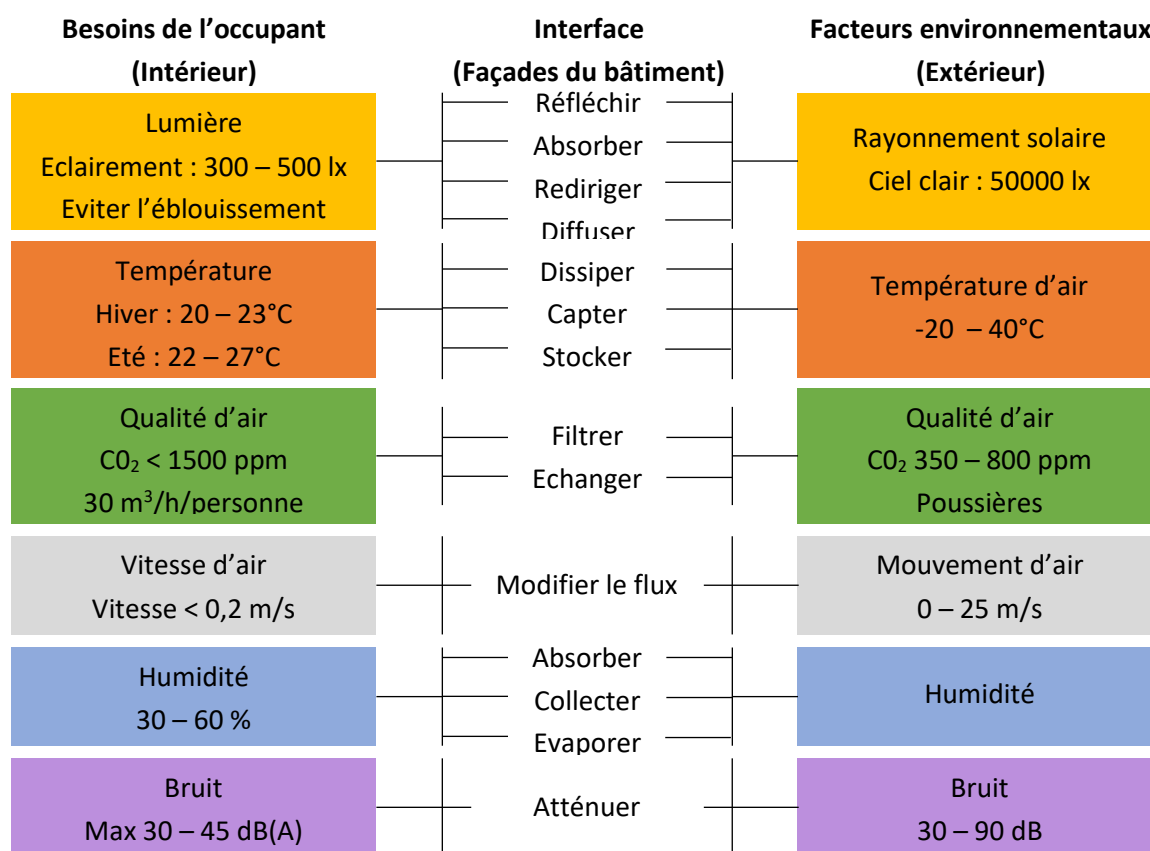 Besoins de l’occupant
(Intérieur)
Interface
(Façades du bâtiment)
Facteurs environnementaux
(Extérieur)
Lumière
Eclairement : 300 – 500 lx
Eviter l’éblouissement
Réfléchir
Absorber
Rediriger
Diffuser
Rayonnement solaire
Ciel clair : 50000 lx
Température
Hiver : 20 – 23°C
Eté : 22 – 27°C
Dissiper
Capter
Stocker
Température d’air
-20 – 40°C
Qualité d’air
C0₂ < 1500 ppm
30 m³/h/personne
Filtrer
Echanger
Qualité d’air
C0₂ 350 – 800 ppm
Poussières
Vitesse d’air
Vitesse < 0,2 m/s
Modifier le flux
Mouvement d’air
0 – 25 m/s
Humidité
30 – 60 %
Absorber
Collecter
Evaporer
Humidité
Bruit
Max 30 – 45 dB(A)
Atténuer
Bruit
30 – 90 dB